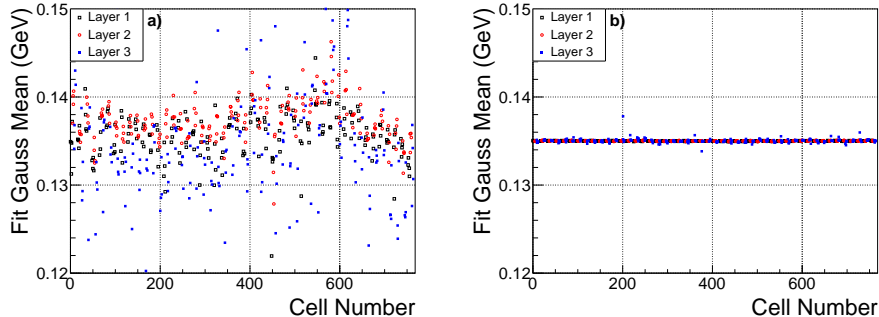 0.15
0.14
0.13
0.12
Fit Gauss Mean (GeV)
Layer 1
Layer 2
Layer 3
a)
0
200
400
600
Cell Number
0.15
0.14
0.13
0.12
Fit Gauss Mean (GeV)
Layer 1
Layer 2
Layer 3
b)
0
200
400
600
Cell Number